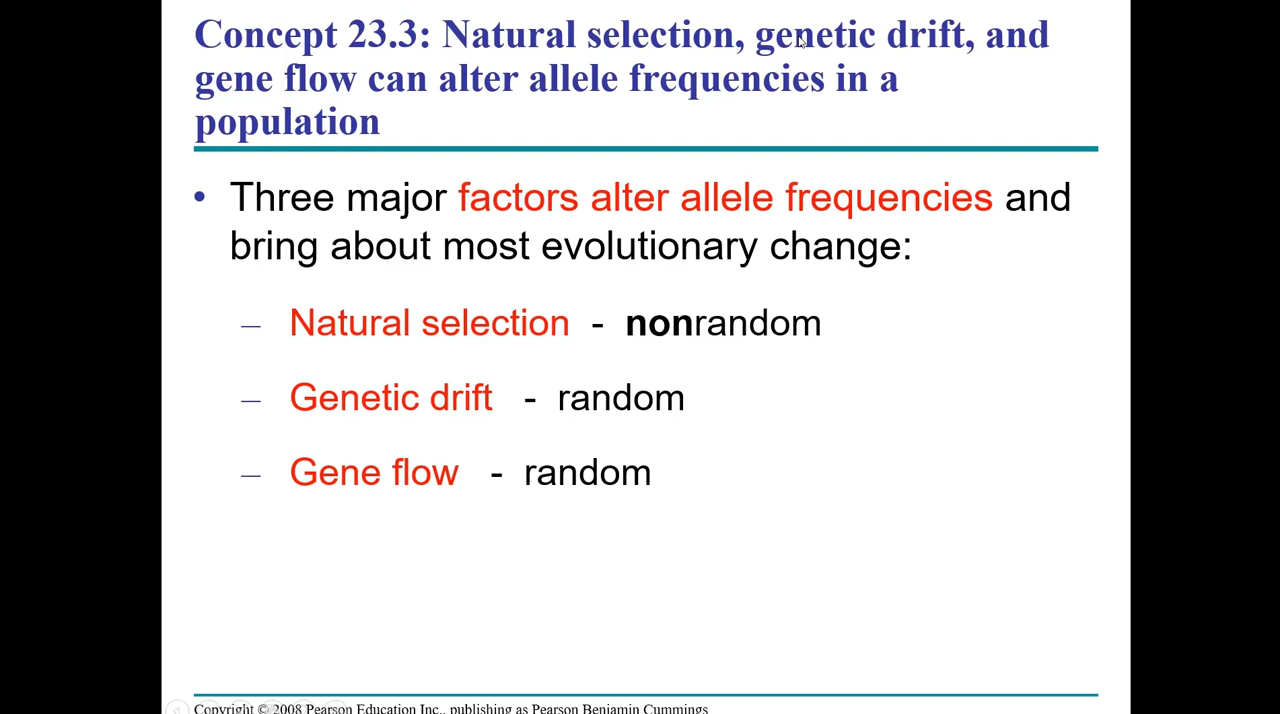 Concept 23.3: Natural selection, genetic drift, and
gene flow can alter allele frequencies in a
population
• Three major factors alter allele frequencies and
bring about most evolutionary change:
– Natural selection - nonrandom
– Genetic drift - random
– Gene flow - random
Copyright © 2008 Pearson Education Inc., publishing as Pearson Benjamin Cummings